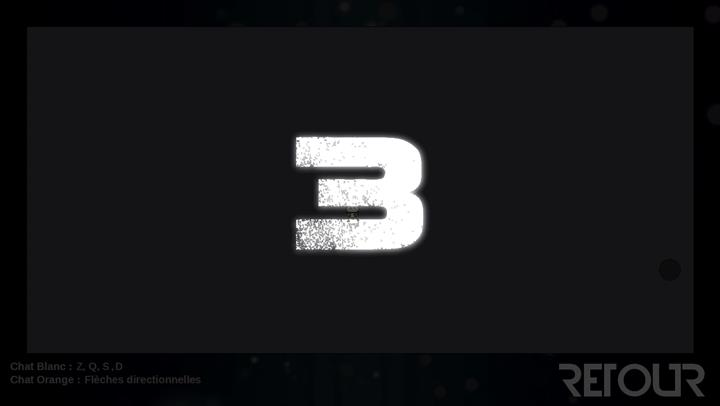 3
Chat Blanc : Z, Q, S ,D
Chat Orange : Flèches directionnelles
RETOUR